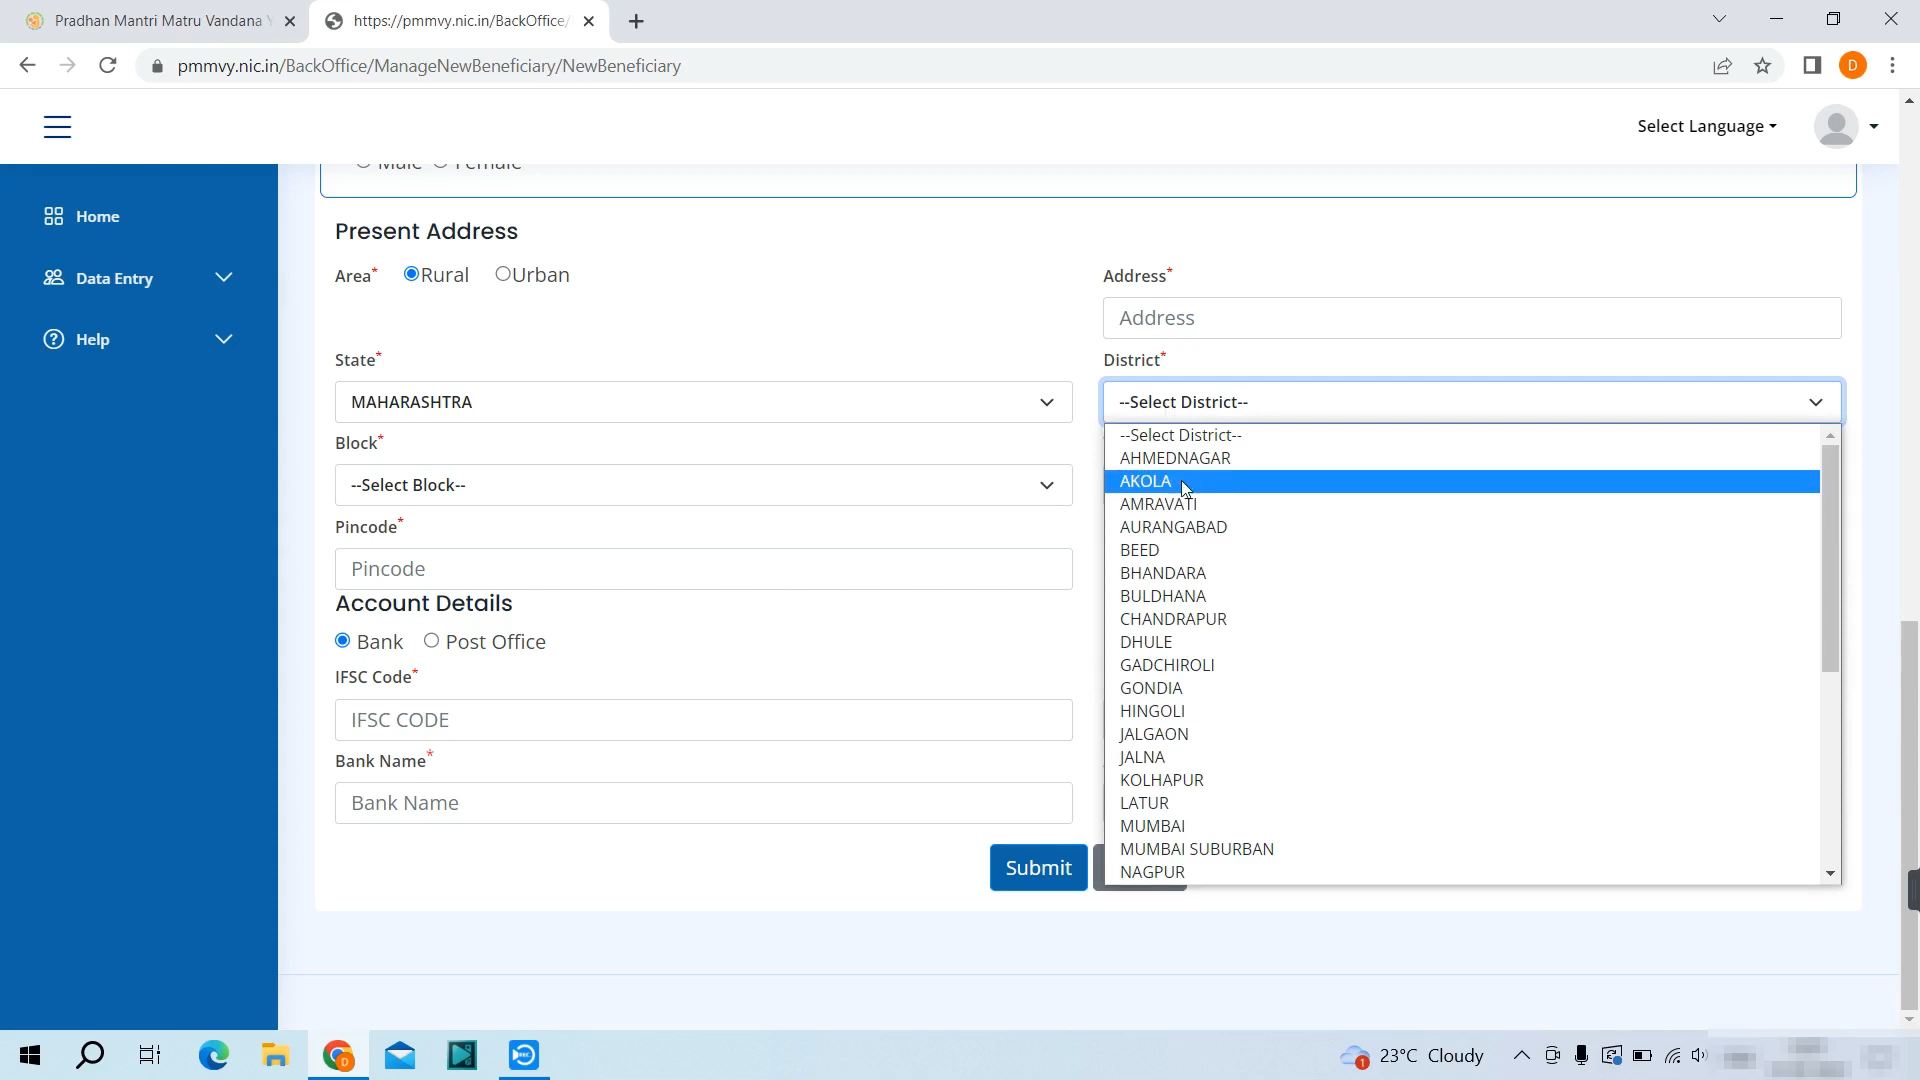 Pradhan Mantri Matru Vandana Y
https://pmmvy.nic.in/BackOffice/
pmmvy.nic.in/BackOffice/ManageNewBeneficiary/NewBeneficiary
D
Select Language
Home
Data Entry
Help
Male Female
Present Address
Area* Rural Urban
Address*
Address
State*
MAHARASHTRA
District*
--Select District--
Block*
--Select Block--
Pincode*
Pincode
--Select District--
AHMEDNAGAR
AKOLA
AMRAVATI
AURANGABAD
BEED
BHANDARA
BULDHANA
CHANDRAPUR
DHULE
GADCHIROLI
GONDIA
HINGOLI
JALGAON
JALNA
KOLHAPUR
LATUR
MUMBAI
MUMBAI SUBURBAN
NAGPUR
Account Details
Bank Post Office
IFSC Code*
IFSC CODE
Bank Name*
Bank Name
Submit
23°C Cloudy